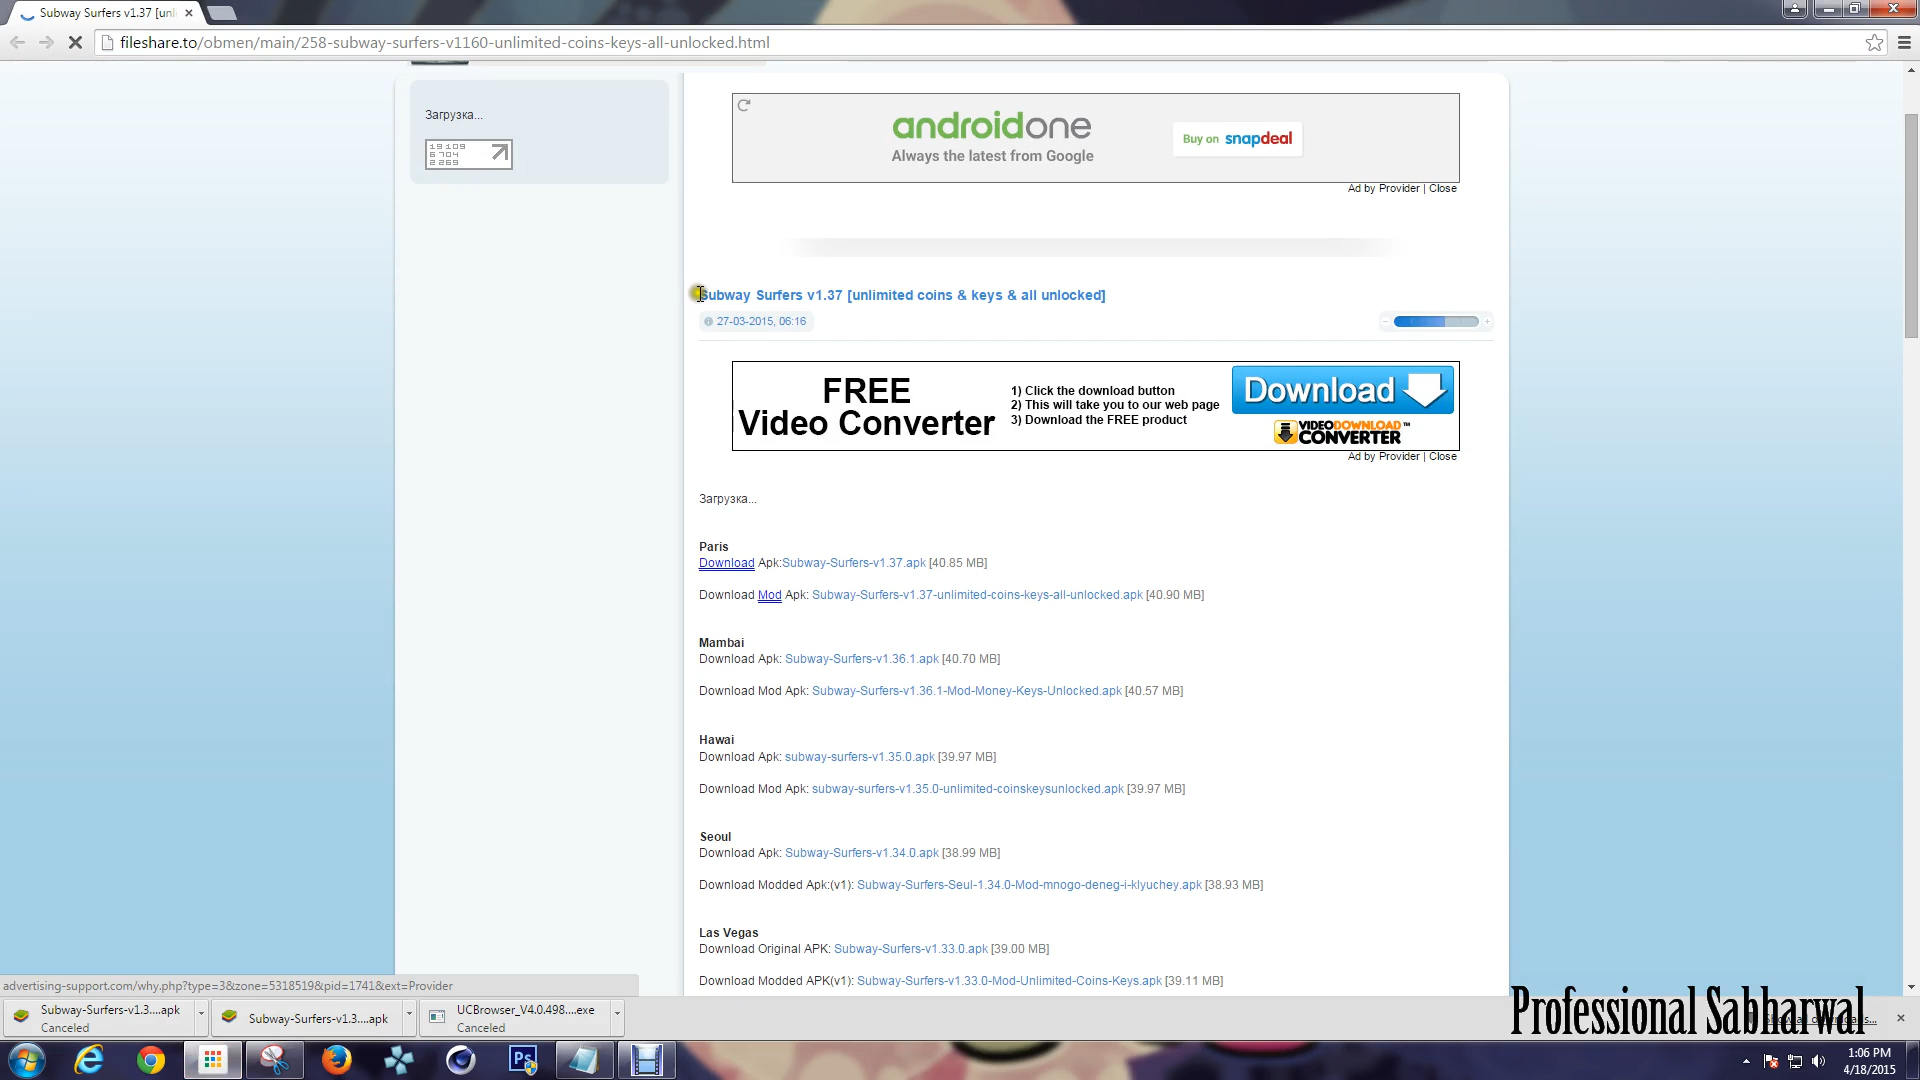 Subway Surfers v1.37 [unl
fileshare.to/obmen/main/258-subway-surfers-v1160-unlimited-coins-keys-all-unlocked.html
Загрузка...
19109
6704
2269
androidone
Always the latest from Google
Buy on snapdeal
Ad by Provider | Close
Subway Surfers v1.37 [unlimited coins & keys & all unlocked]
27-03-2015, 06:16
FREE
Video Converter
1) Click the download button
2) This will take you to our web page
3) Download the FREE product
Download
VIDEODOWNLOAD™
CONVERTER
Ad by Provider | Close
Загрузка...
Paris
Download Apk:Subway-Surfers-v1.37.apk [40.85 MB]
Download Mod Apk: Subway-Surfers-v1.37-unlimited-coins-keys-all-unlocked.apk [40.90 MB]
Mambai
Download Apk: Subway-Surfers-v1.36.1.apk [40.70 MB]
Download Mod Apk: Subway-Surfers-v1.36.1-Mod-Money-Keys-Unlocked.apk [40.57 MB]
Hawai
Download Apk: subway-surfers-v1.35.0.apk [39.97 MB]
Download Mod Apk: subway-surfers-v1.35.0-unlimited-coinskeysunlocked.apk [39.97 MB]
Seoul
Download Apk: Subway-Surfers-v1.34.0.apk [38.99 MB]
Download Modded Apk:(v1): Subway-Surfers-Seul-1.34.0-Mod-mnogo-deneg-i-klyuchey.apk [38.93 MB]
Las Vegas
Download Original APK: Subway-Surfers-v1.33.0.apk [39.00 MB]
Download Modded APK(v1): Subway-Surfers-v1.33.0-Mod-Unlimited-Coins-Keys.apk [39.11 MB]
advertising-support.com/why.php?type=3&zone=5318519&pid=1741&ext=Provider
Subway-Surfers-v1.3....apk
Canceled
Subway-Surfers-v1.3....apk
UCBrowser_V4.0.498....exe
Canceled
Professional Sabharwal
Ps
1:06 PM
4/18/2015